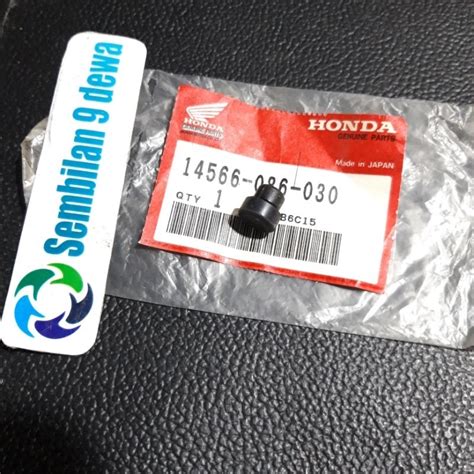 Sembilan 9 dewa
HONDA
HONDA
GENUINE PARTS
Made in JAPAN
14566-086-030
QTY 1
B6C15